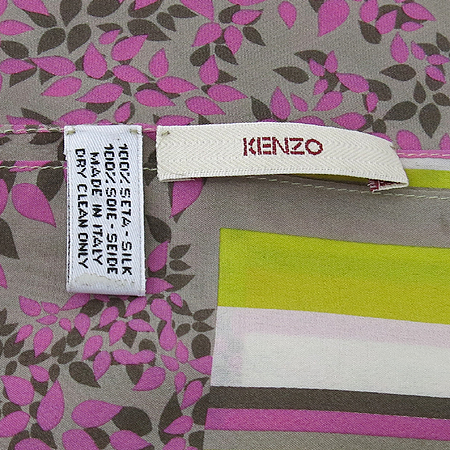 KENZO
100% SETA - SILK
100% SOIE - SEIDE
MADE IN ITALY
DRY CLEAN ONLY